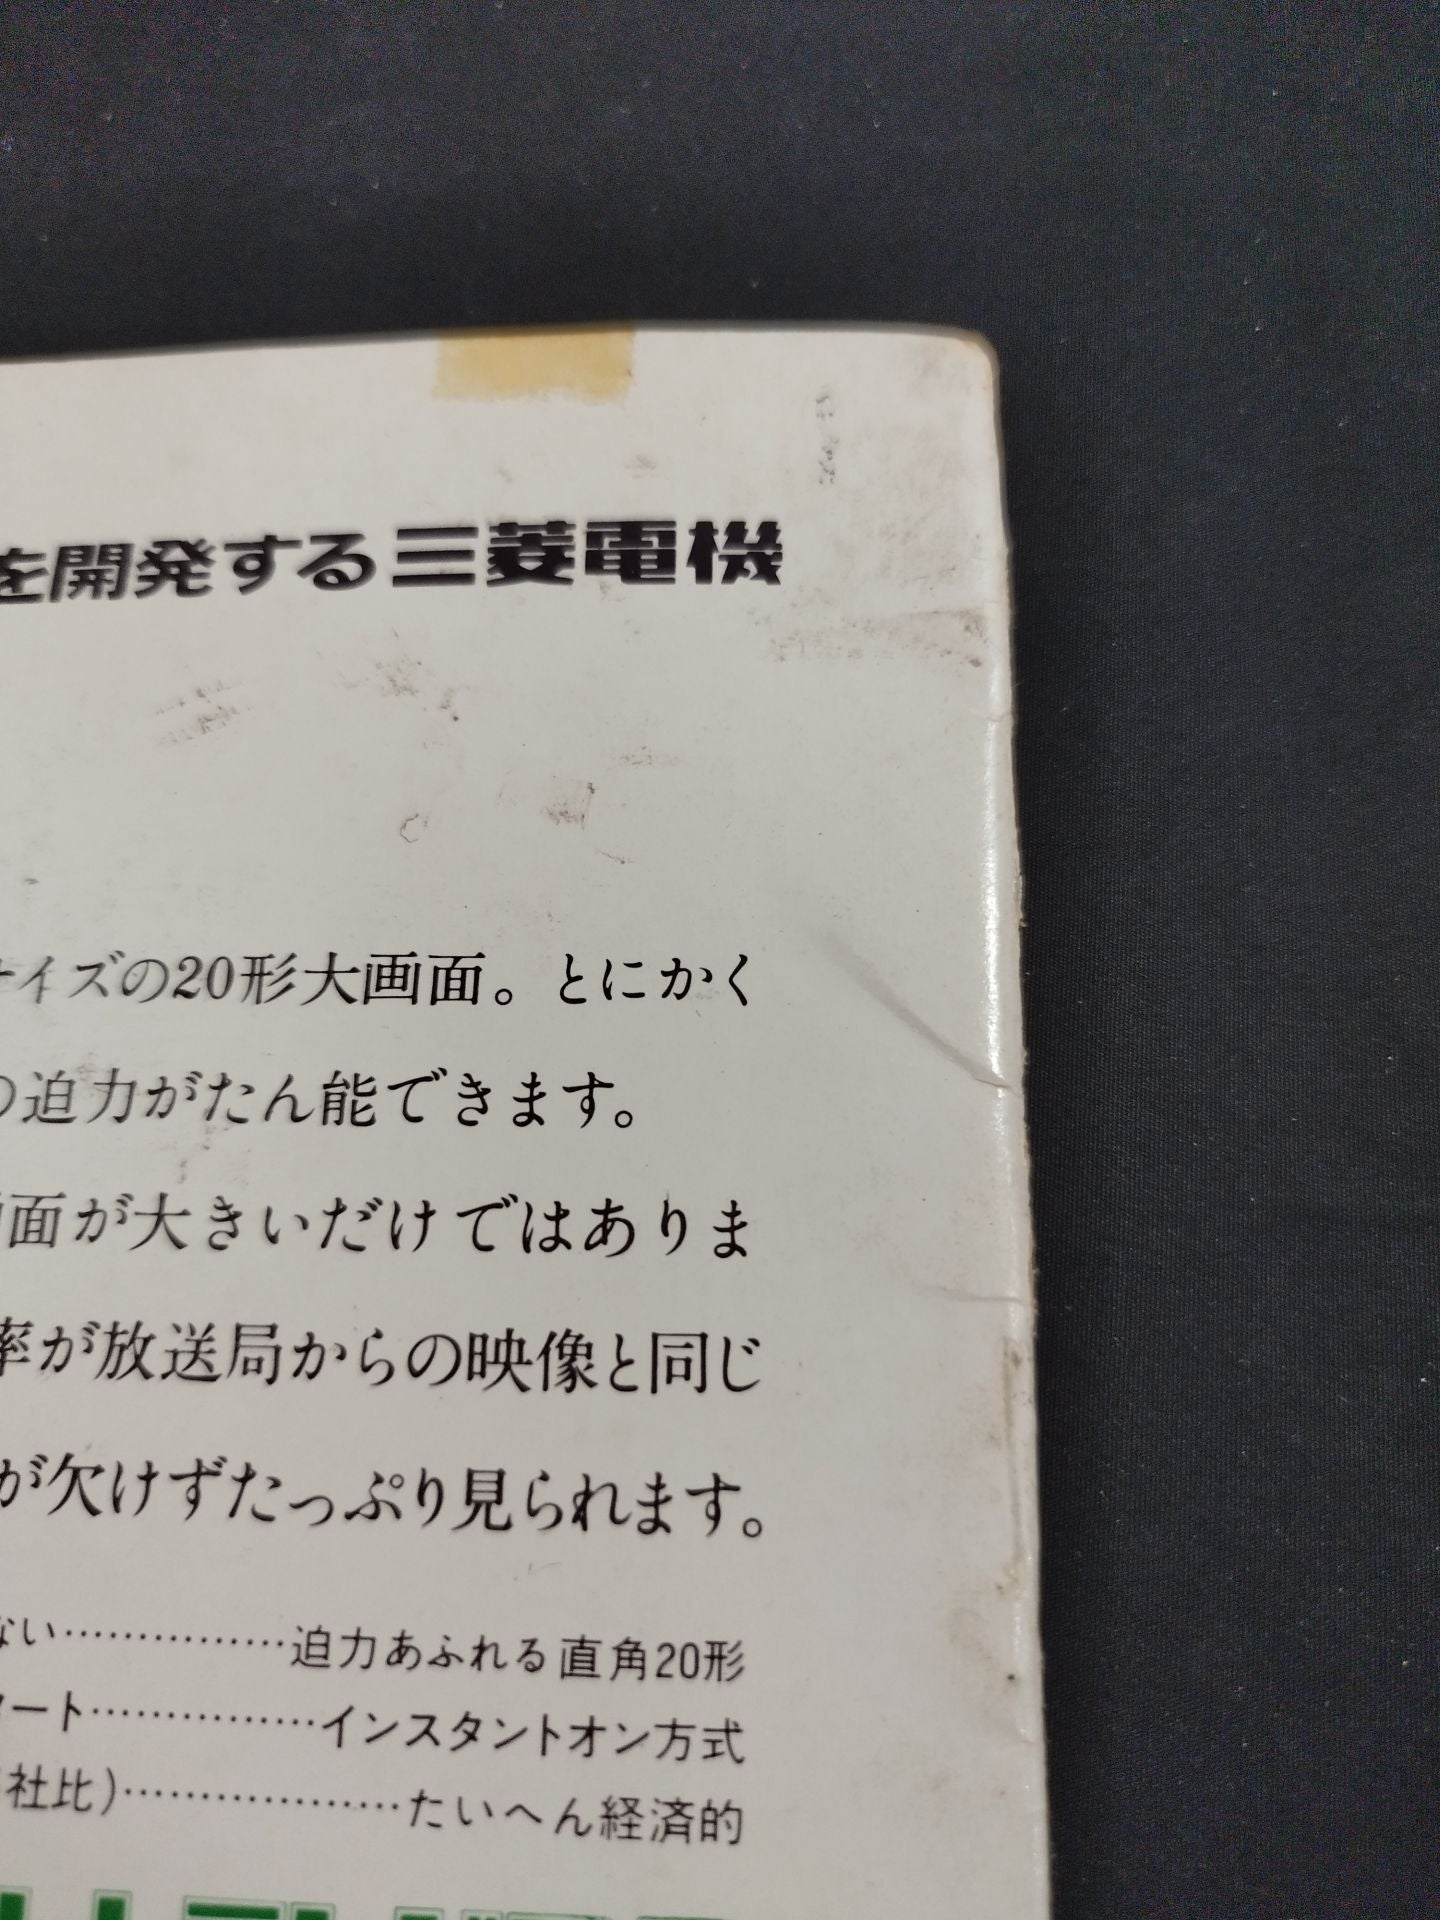 を開発する三菱電機
サイズの20形大画面。とにかく
の迫力がたん能できます。
画面が大きいだけではありま
率が放送局からの映像と同じ
が欠けずたっぷり見られます。
ない……………迫力あふれる直角20形
タート……………インスタントオン方式
社比)………………たいへん経済的